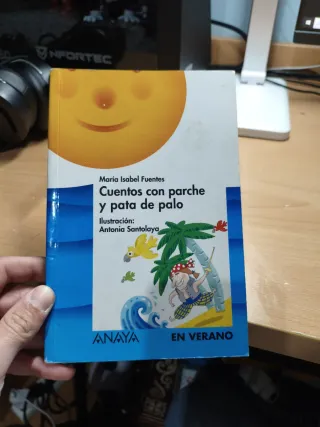 NFORTEC
María Isabel Fuentes
Cuentos con parche
y pata de palo
Ilustración:
Antonia Santolaya
ANAYA
EN VERANO